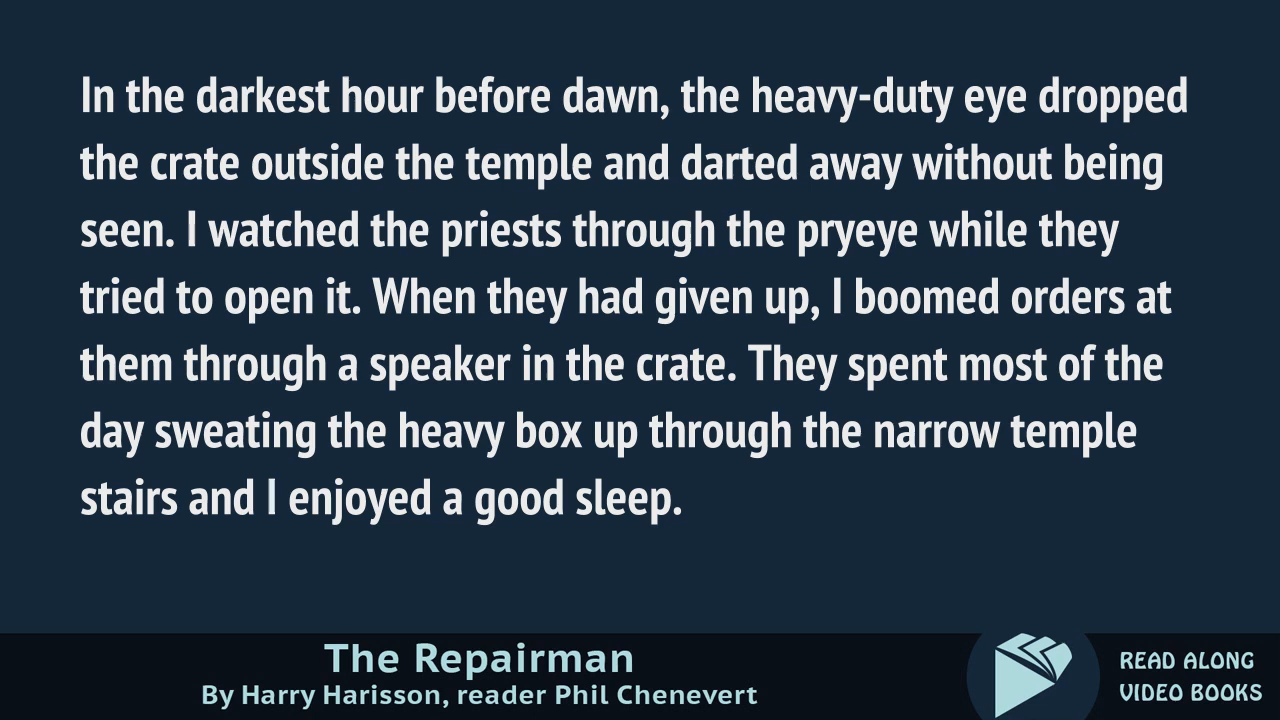 In the darkest hour before dawn, the heavy-duty eye dropped
the crate outside the temple and darted away without being
seen. I watched the priests through the pryeye while they
tried to open it. When they had given up, I boomed orders at
them through a speaker in the crate. They spent most of the
day sweating the heavy box up through the narrow temple
stairs and I enjoyed a good sleep.
The Repairman
By Harry Harisson, reader Phil Chenevert
READ ALONG
VIDEO BOOKS